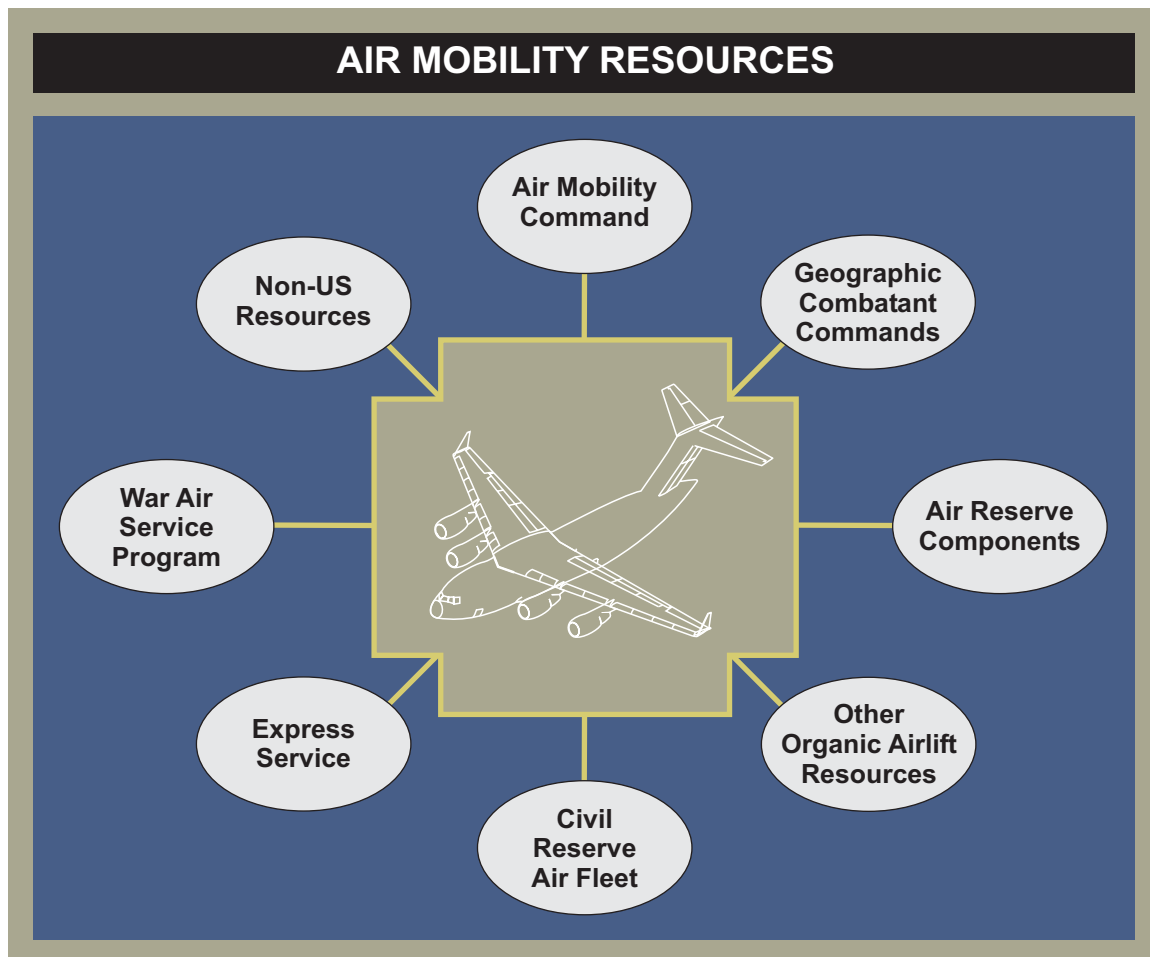 AIR MOBILITY RESOURCES
Air Mobility
Command
Geographic
Combatant
Commands
Air Reserve
Components
Other
Organic Airlift
Resources
Civil
Reserve
Air Fleet
Express
Service
War Air
Service
Program
Non-US
Resources